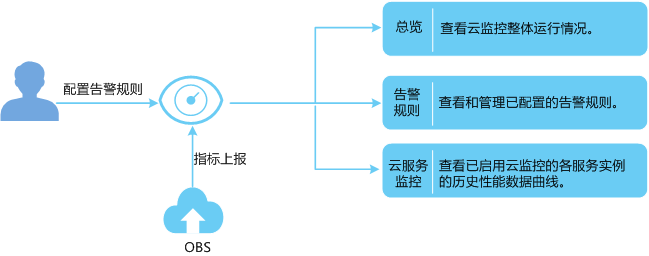 总览
查看云监控整体运行情况。
配置告警规则
告警
规则
查看和管理已配置的告警规则。
指标上报
云服务
监控
查看已启用云监控的各服务实例
的历史性能数据曲线。
OBS